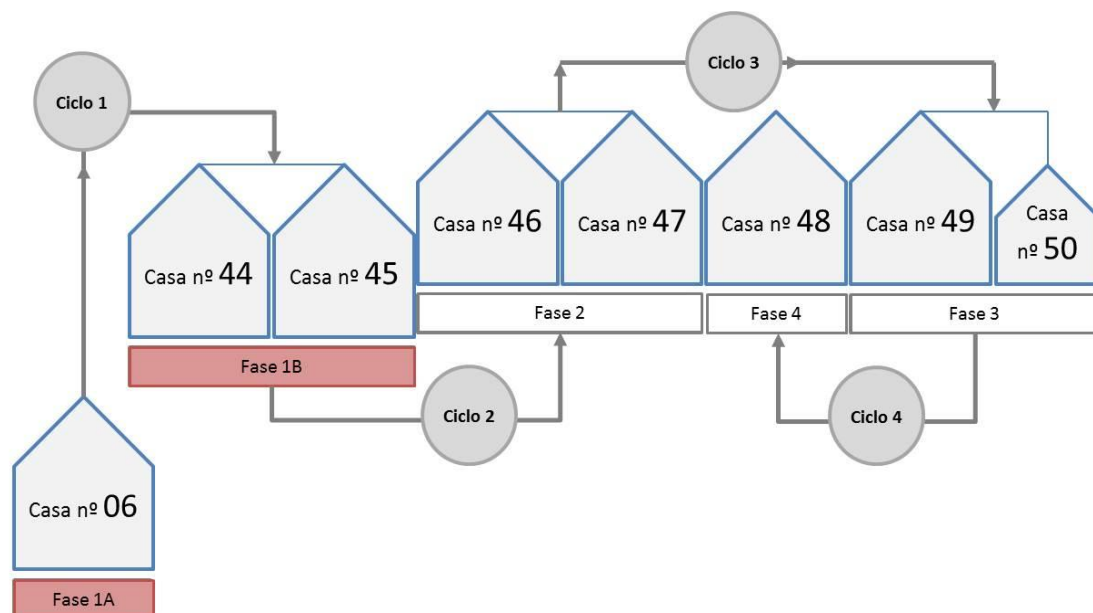 Ciclo 1
Ciclo 3
Casa nº 44
Casa nº 45
Casa nº 46
Casa nº 47
Casa nº 48
Casa nº 49
Casa
nº 50
Fase 2
Fase 4
Fase 3
Fase 1B
Ciclo 2
Ciclo 4
Casa nº 06
Fase 1A